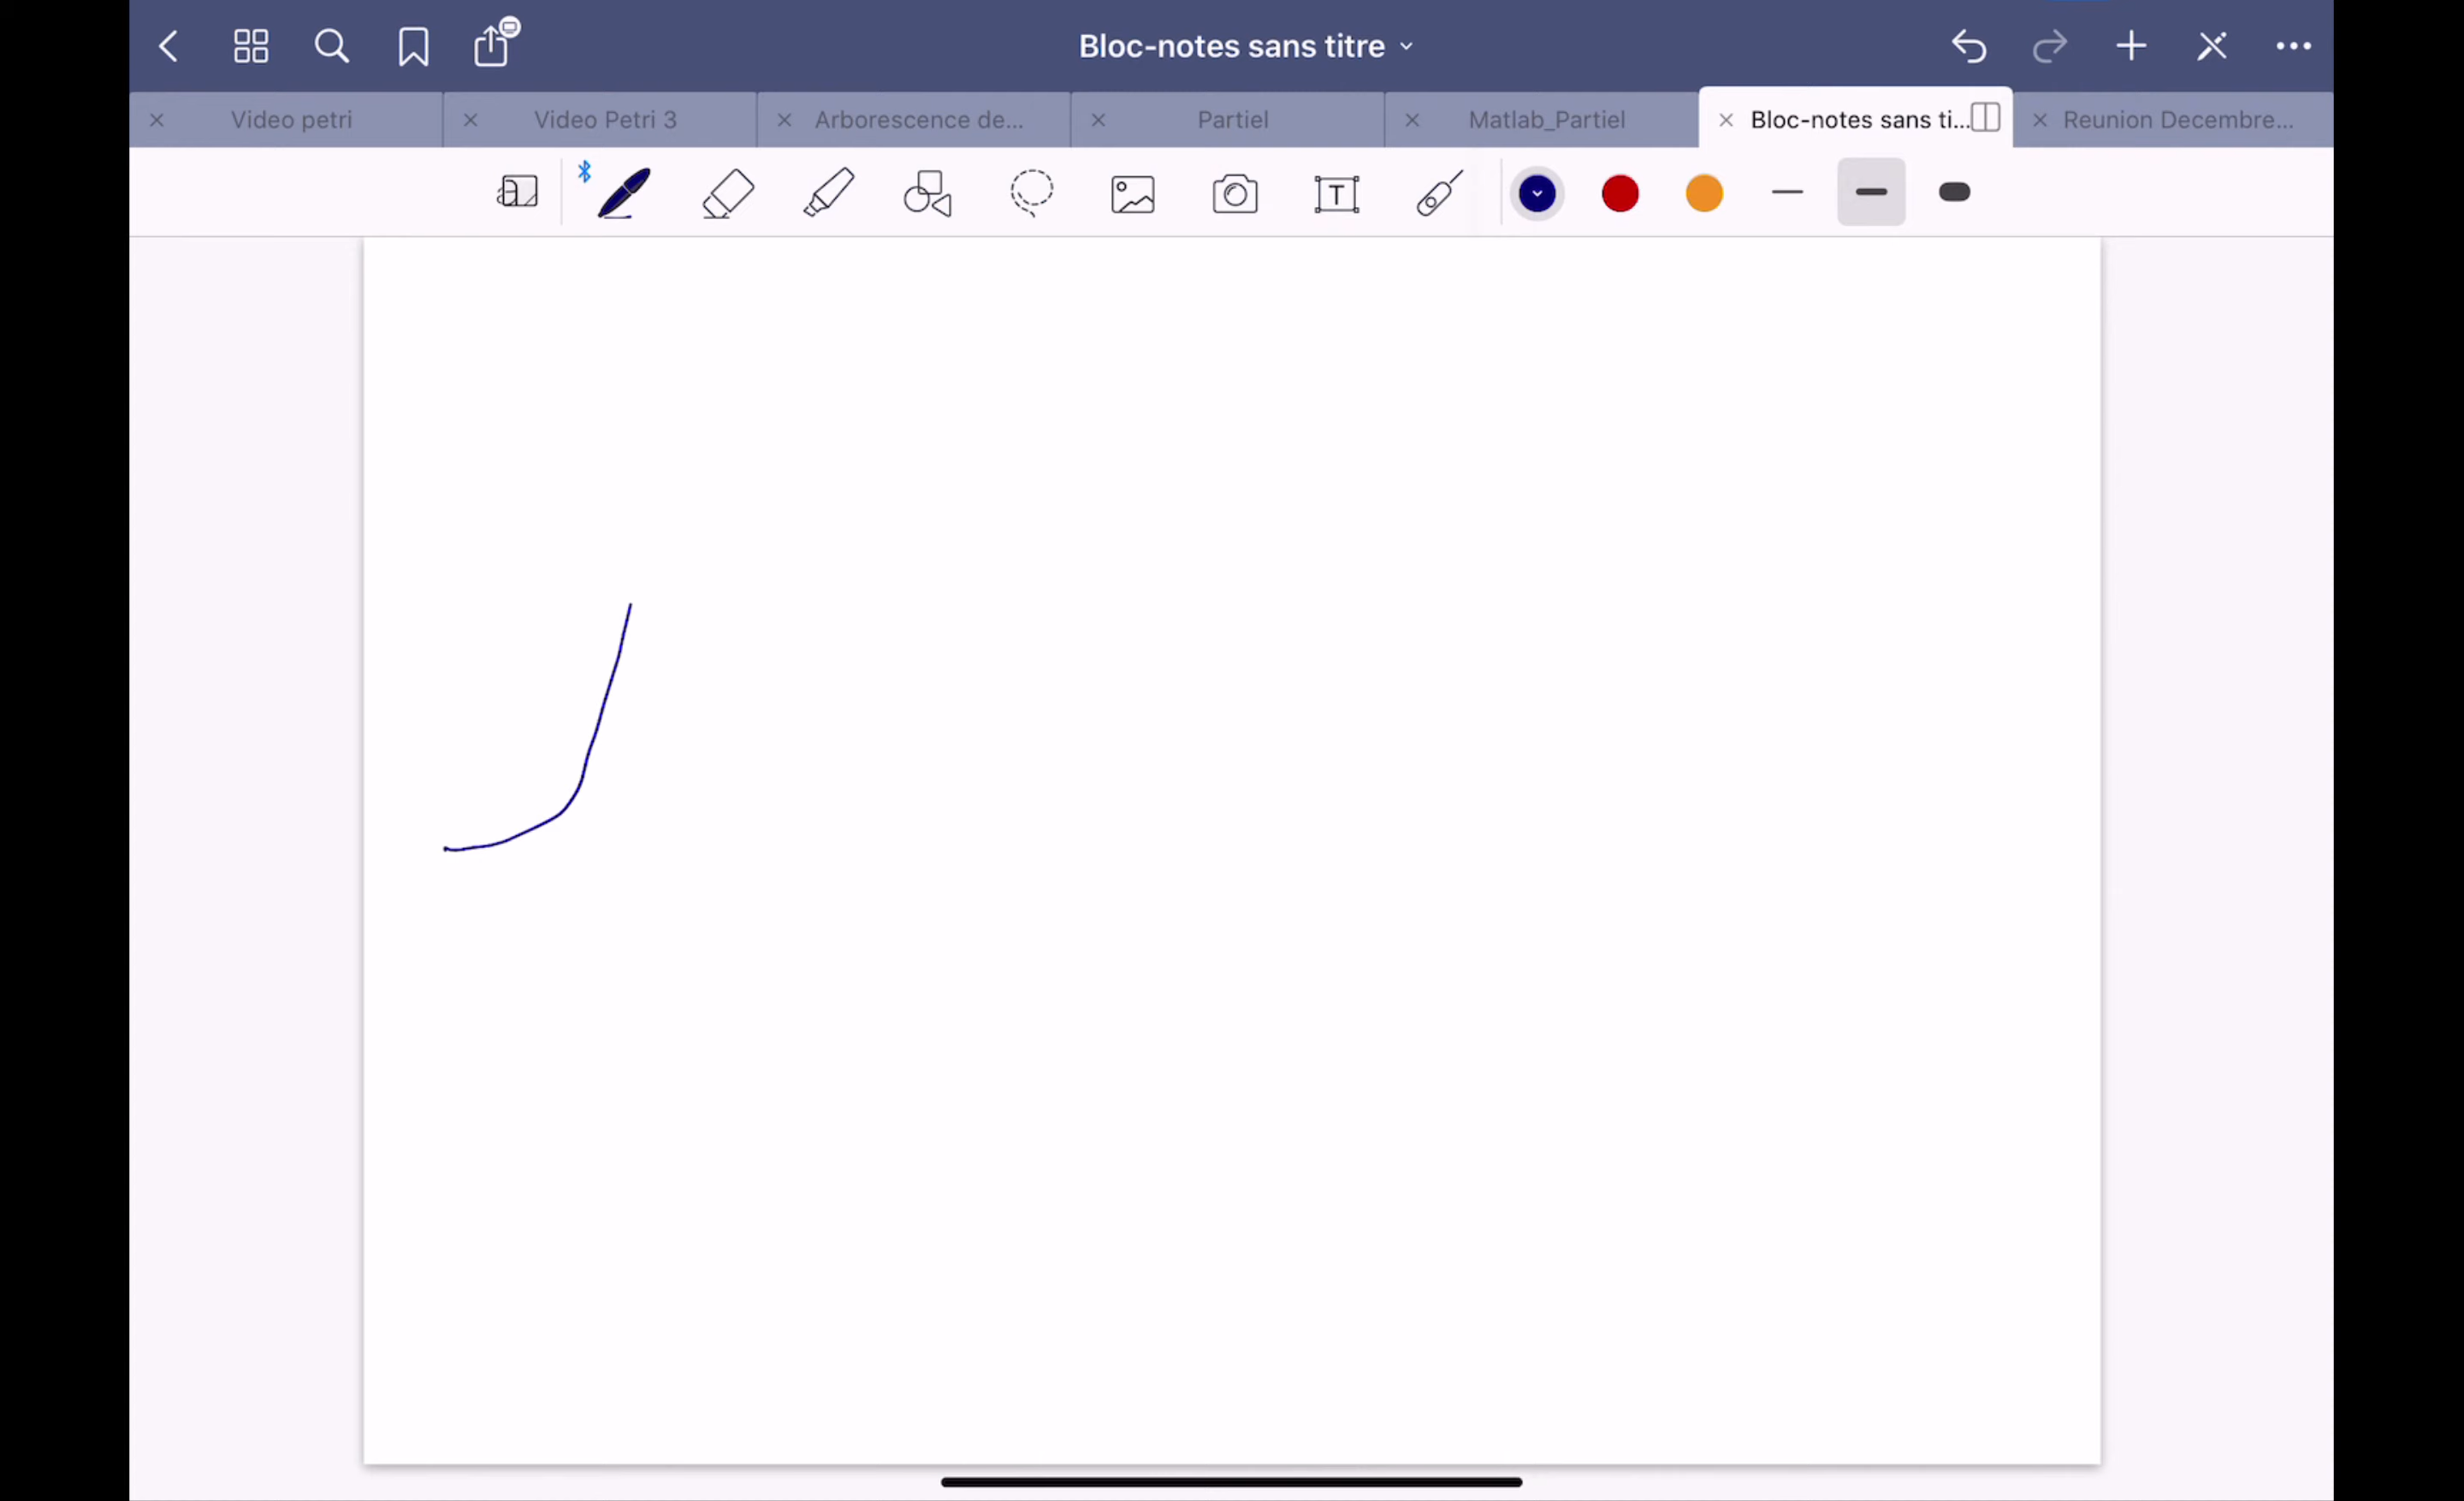 Bloc-notes sans titre
Video petri
Video Petri 3
Arborescence de...
Partiel
Matlab_Partiel
Bloc-notes sans ti...
Reunion Decembre...
a
T